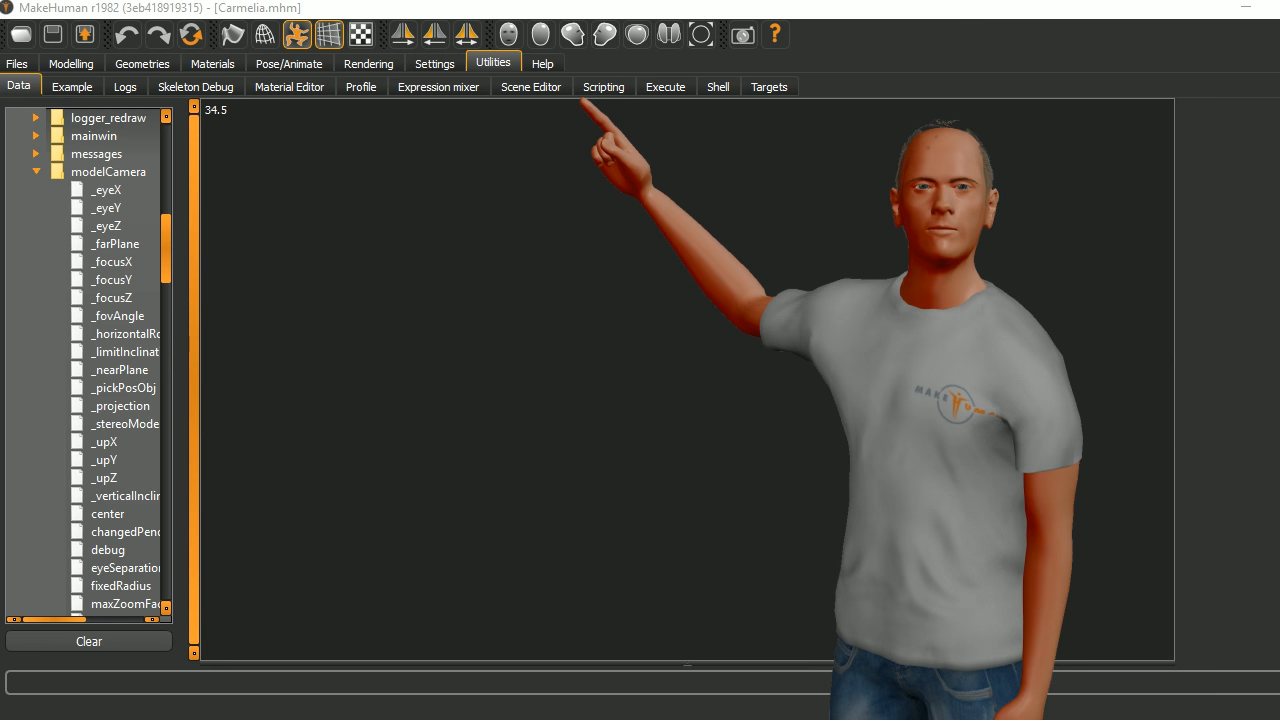 MakeHuman r1982 (3eb418919315) - [Carmelia.mhm]
Files Modelling Geometries Materials Pose/Animate Rendering Settings Utilities Help
Data Example Logs Skeleton Debug Material Editor Profile Expression mixer Scene Editor Scripting Execute Shell Targets
34.5
logger_redraw
mainwin
messages
modelCamera
_eyeX
_eyeY
_eyeZ
_farPlane
_focusX
_focusY
_focusZ
_fovAngle
_horizontalRo
_limitInclinat
_nearPlane
_pickPosObj
_projection
_stereoMode
_upX
_upY
_upZ
_verticalInclin
center
changedPend
debug
eyeSeparation
fixedRadius
maxZoomFac
Clear
MAKE